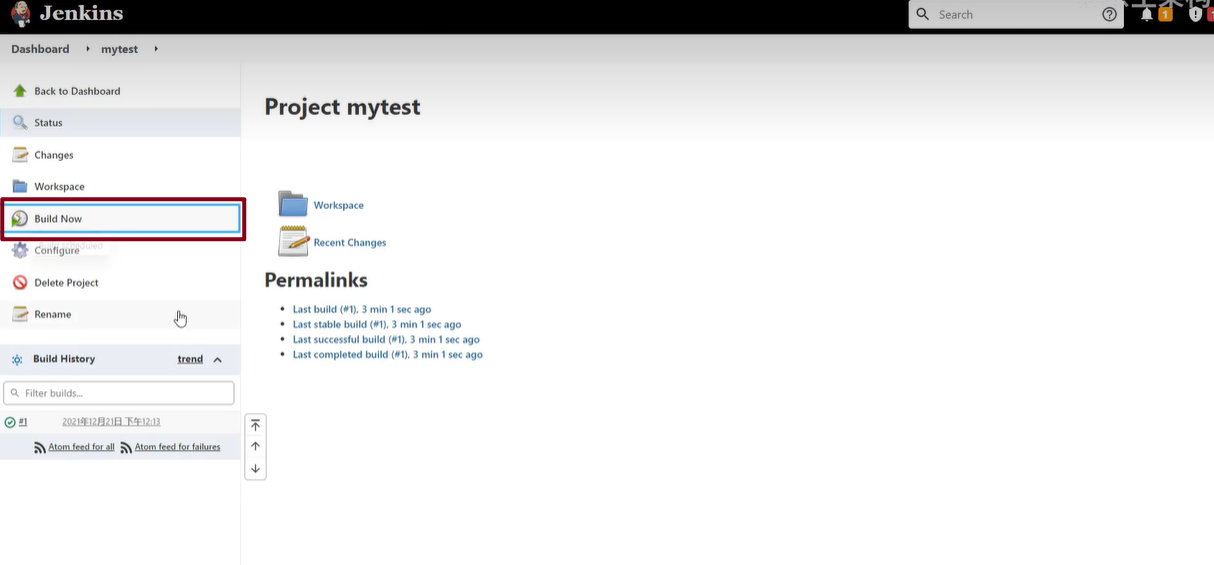 Jenkins
Search
1
Dashboard
mytest
Back to Dashboard
Status
Changes
Workspace
Build Now
Configure
Delete Project
Rename
Build History
trend
Filter builds...
#1
2021年12月21日 下午12:13
Atom feed for all
Atom feed for failures
Project mytest
Workspace
Recent Changes
Permalinks
Last build (#1), 3 min 1 sec ago
Last stable build (#1), 3 min 1 sec ago
Last successful build (#1), 3 min 1 sec ago
Last completed build (#1), 3 min 1 sec ago